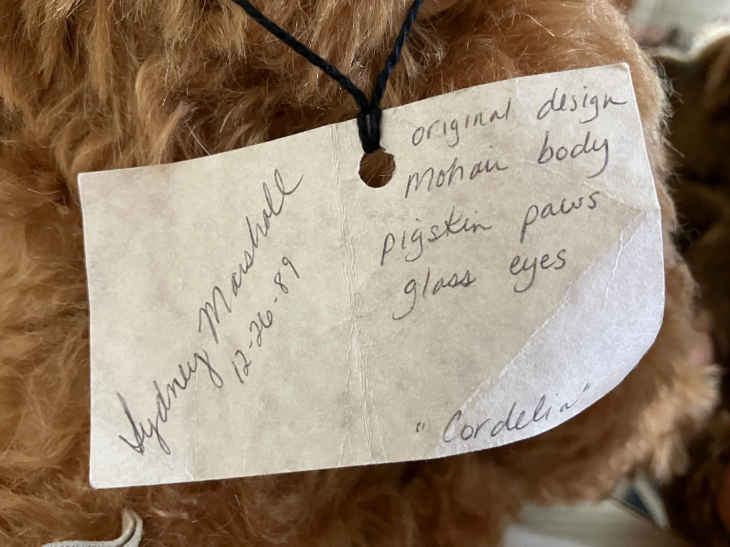 Sydney Marshall
12-26-89
original design
Mohair body
pigskin paws
glass eyes
"Cordelia"